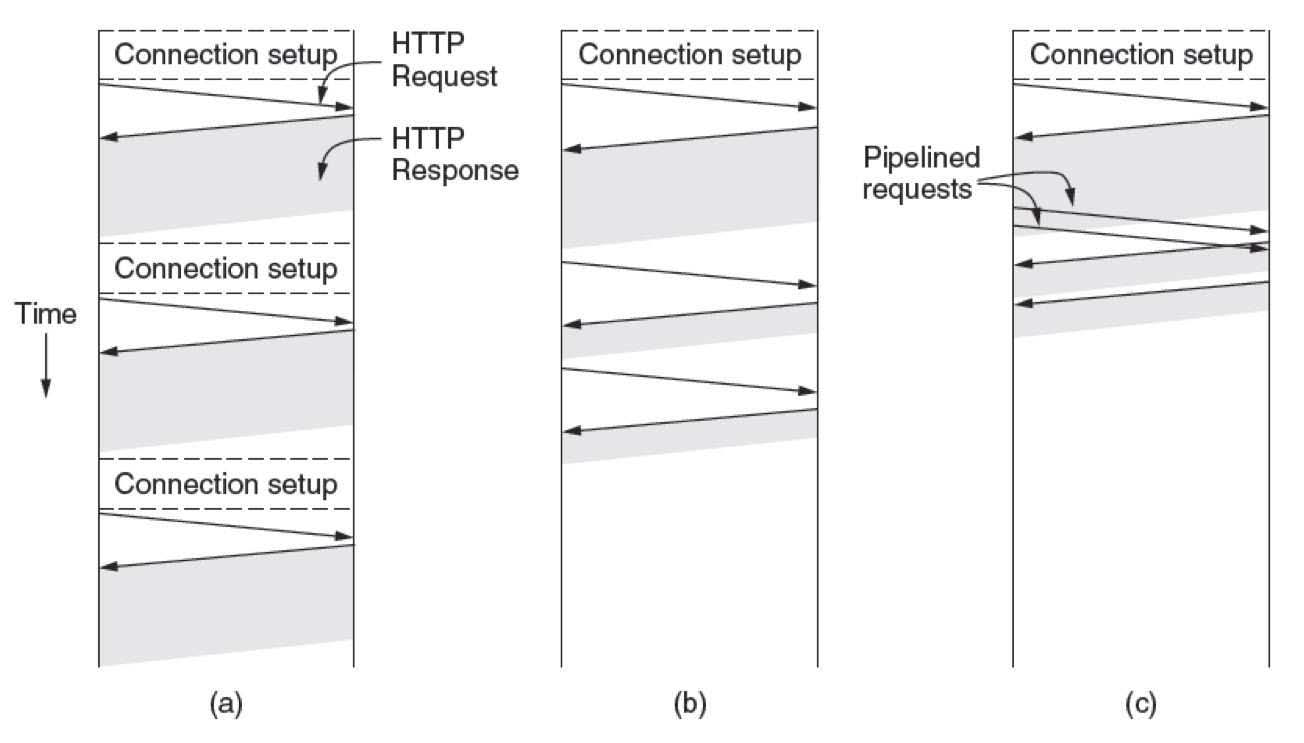 Connection setup
HTTP
Request
HTTP
Response
Connection setup
Time
Connection setup
(a)
Connection setup
(b)
Connection setup
Pipelined
requests
(c)